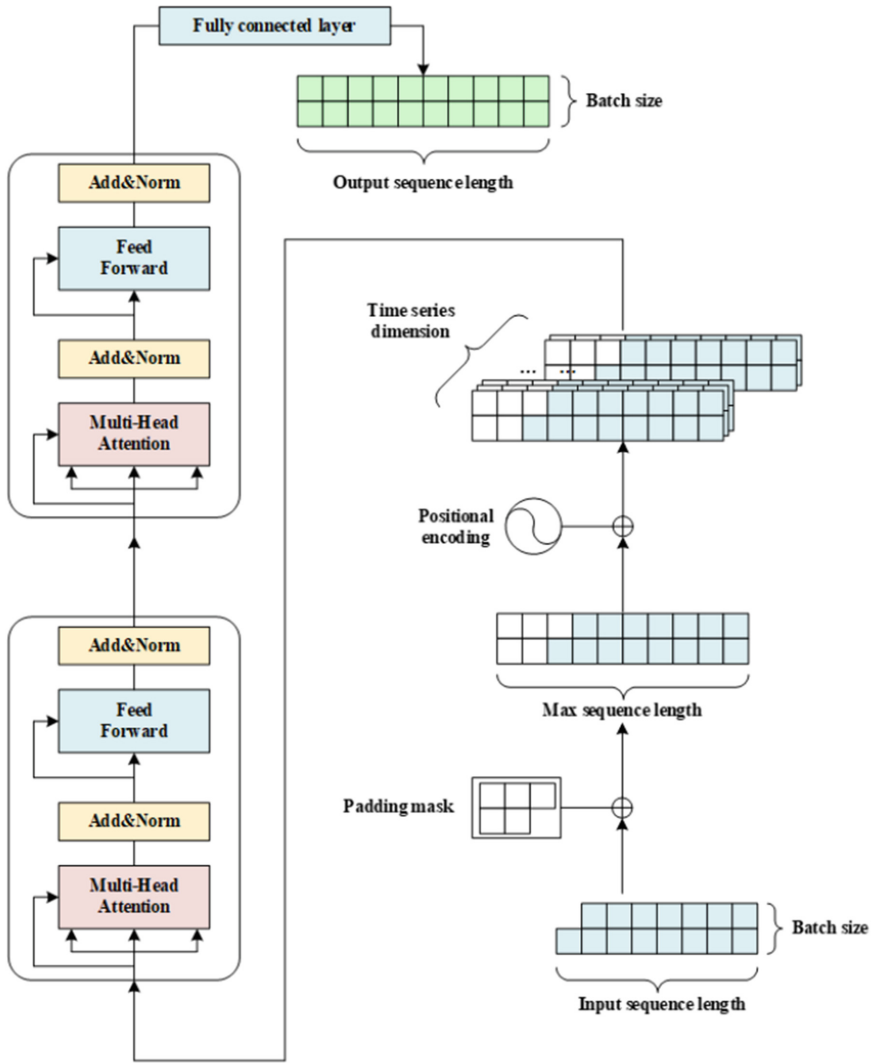 Fully connected layer
Batch size
Output sequence length
Add&Norm
Feed
Forward
Add&Norm
Multi-Head
Attention
Time series
dimension
... ...
Positional
encoding
Max sequence length
Add&Norm
Feed
Forward
Padding mask
Add&Norm
Multi-Head
Attention
Batch size
Input sequence length